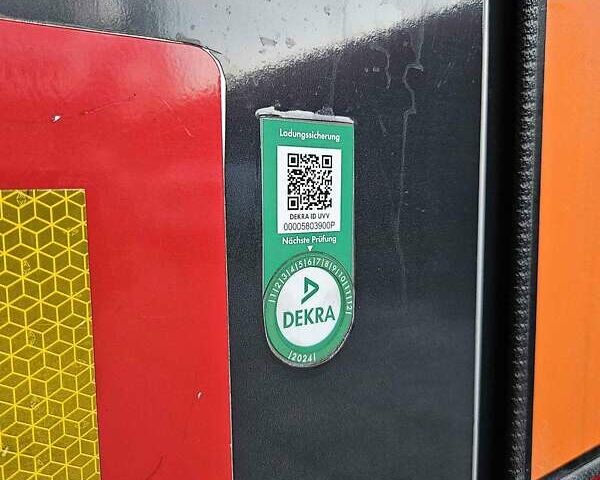 Ladungssicherung
DEKRA ID UVV
00005803900P
Nächste Prüfung
|1|2|3|4|5|6|7|8|9|10|11|12|
DEKRA
|2024|